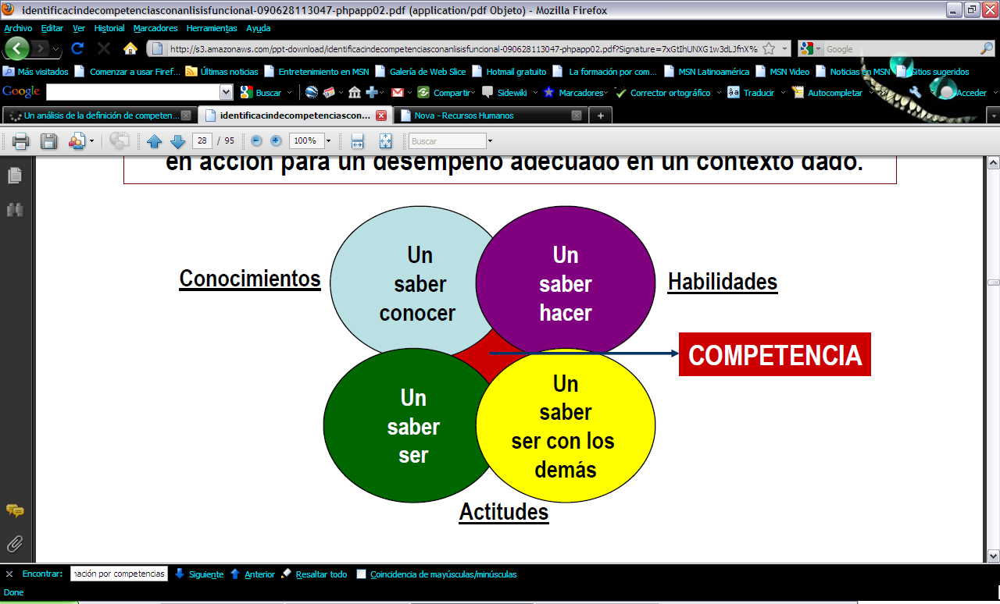 identificacindecompetenciasconanlisisfuncional-090628113047-phpapp02.pdf (application/pdf Objeto) - Mozilla Firefox
Archivo Editar Ver Historial Marcadores Herramientas Ayuda
http://s3.amazonaws.com/ppt-download/identificacindecompetenciasconanlisisfuncional-090628113047-phpapp02.pdf?Signature=7xGtIhUNXG1w3dLJfnX% Google
Más visitados Comenzar a usar Firef... Últimas noticias Entretenimiento en MSN Galería de Web Slice Hotmail gratuito La formación por com... MSN Latinoamérica MSN Video Noticias en MSN Sitios sugeridos
Google Buscar Compartir Sidewiki Marcadores Corrector ortográfico Traducir Autocompletar Acceder
Un análisis de la definición de competen... identificacindecompetenciascon... Nova - Recursos Humanos
28 / 95 100% Buscar
en acción para un desempeño adecuado en un contexto dado.
Conocimientos
Un
saber
conocer
Un
saber
hacer
Habilidades
COMPETENCIA
Un
saber
ser
Un
saber
ser con los
demás
Actitudes
Encontrar: nación por competencias Siguiente Anterior Resaltar todo Coincidencia de mayúsculas/minúsculas
Done